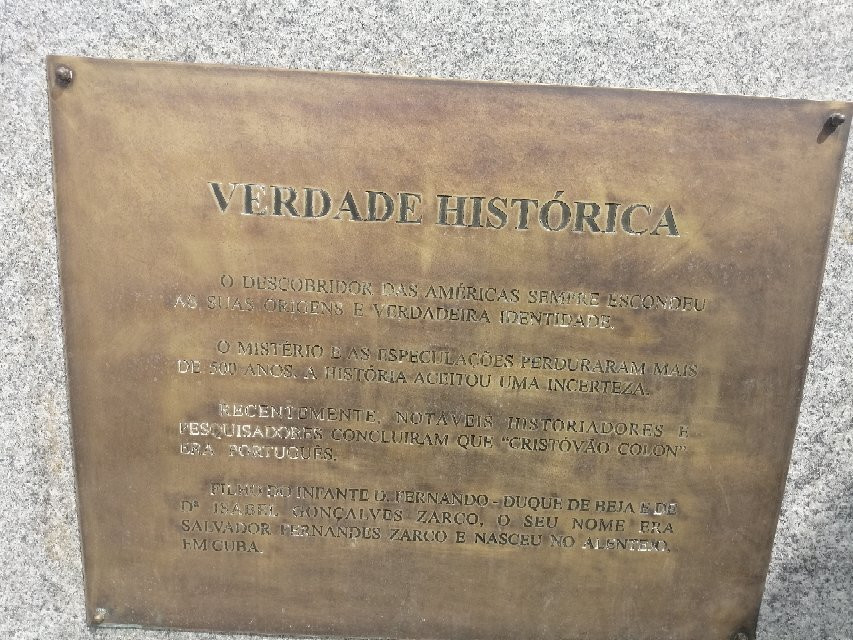 VERDADE HISTÓRICA
O DESCOBRIDOR DAS AMÉRICAS SEMPRE ESCONDEU
AS SUAS ORIGENS E VERDADEIRA IDENTIDADE.
O MISTÉRIO E AS ESPECULAÇÕES PERDURARAM MAIS
DE 500 ANOS. A HISTÓRIA ACEITOU UMA INCERTEZA.
RECENTEMENTE, NOTÁVEIS HISTORIADORES E
PESQUISADORES CONCLUIRAM QUE "CRISTÓVÃO COLÓN"
ERA PORTUGUÊS.
FILHO DO INFANTE D. FERNANDO - DUQUE DE BEJA E DE
Dª ISABEL GONÇALVES ZARCO, O SEU NOME ERA
SALVADOR FERNANDES ZARCO E NASCEU NO ALENTEJO,
EM CUBA.